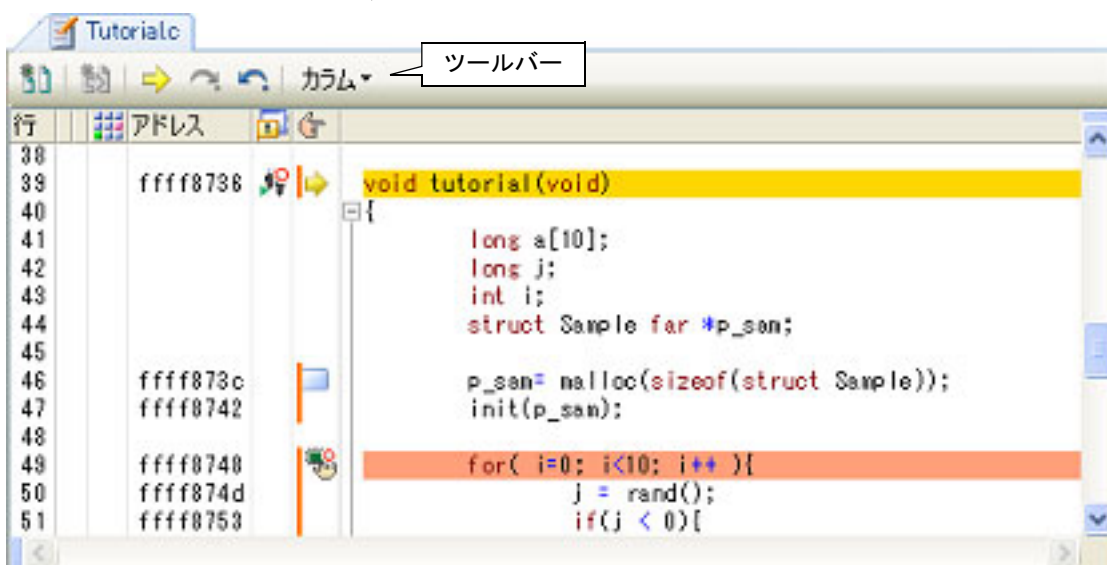 Tutorial.c
カラム
ツールバー
行 アドレス
38
39 ffff8736 void tutorial(void)
40 {
41 long a[10];
42 long j;
43 int i;
44 struct Sample far *p_sam;
45
46 ffff873c p_sam= malloc(sizeof(struct Sample));
47 ffff8742 init(p_sam);
48
49 ffff8748 for( i=0; i<10; i++ ){
50 ffff874d j = rand();
51 ffff8753 if(j < 0){